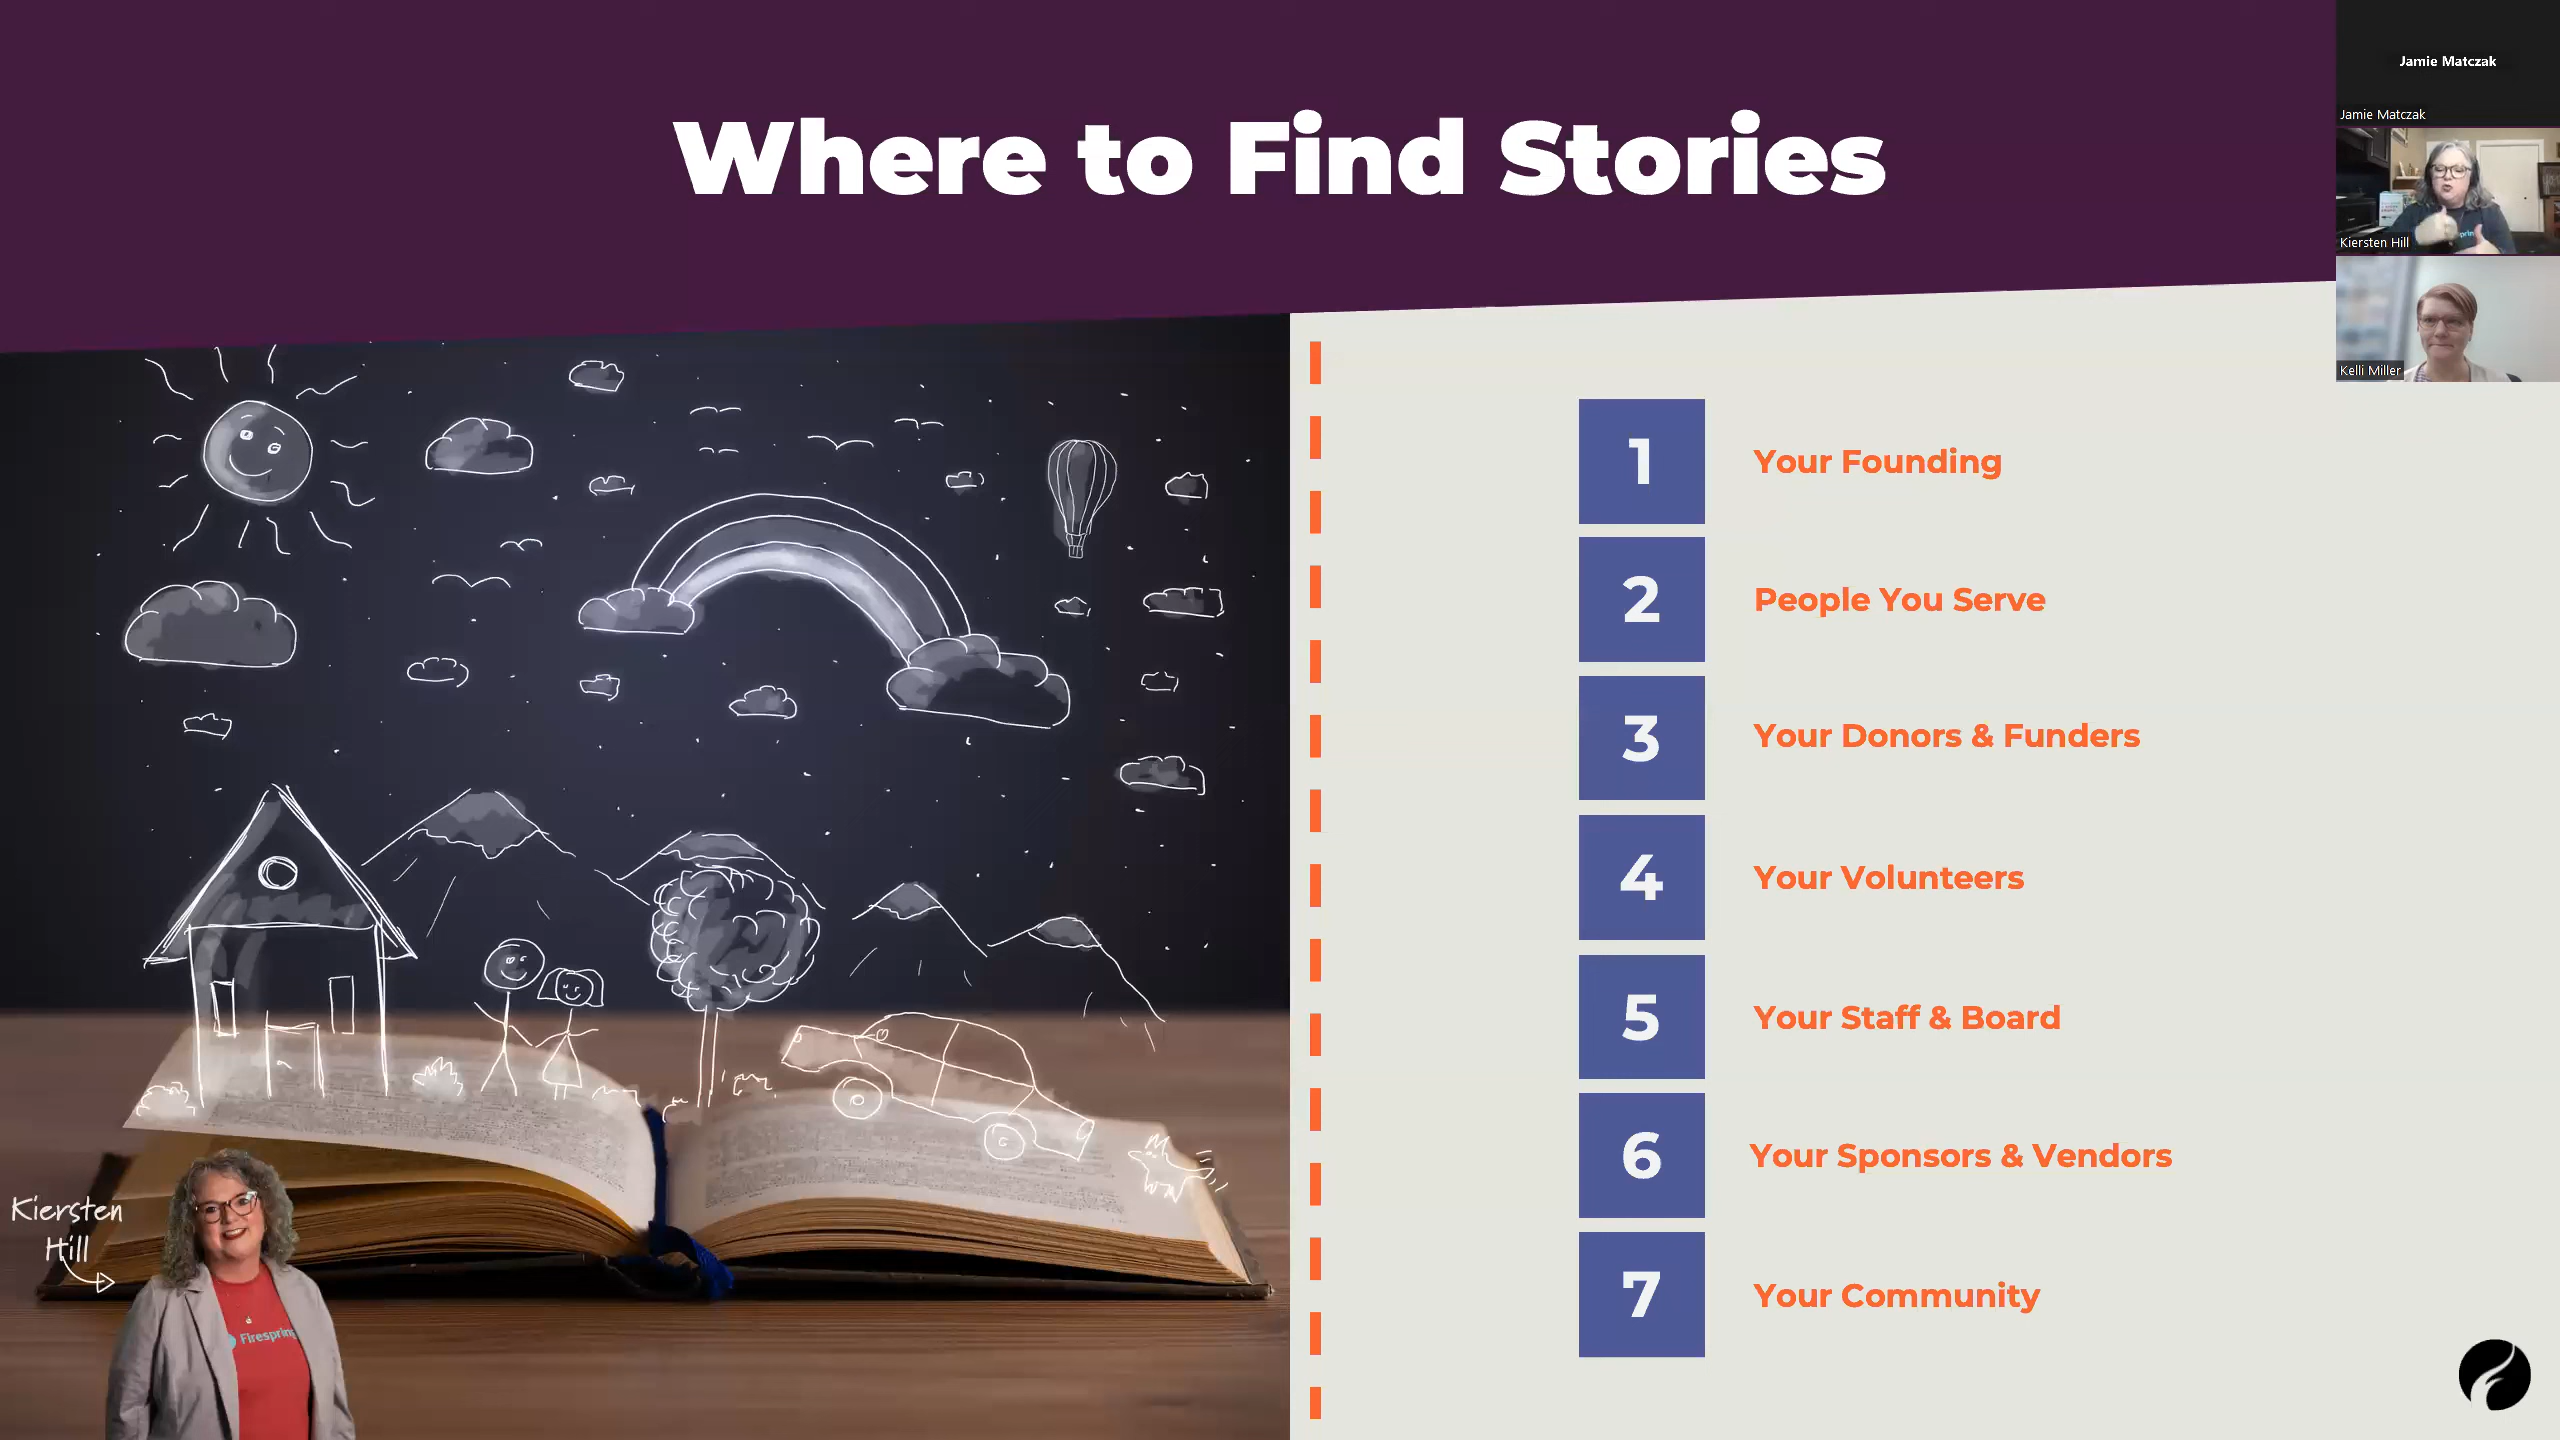 Where to Find Stories
Jamie Matczak
Jamie Matczak
Kiersten Hill
Kelli Miller
1
Your Founding
2
People You Serve
3
Your Donors & Funders
4
Your Volunteers
5
Your Staff & Board
6
Your Sponsors & Vendors
7
Your Community
Kiersten
Hill
Firespring